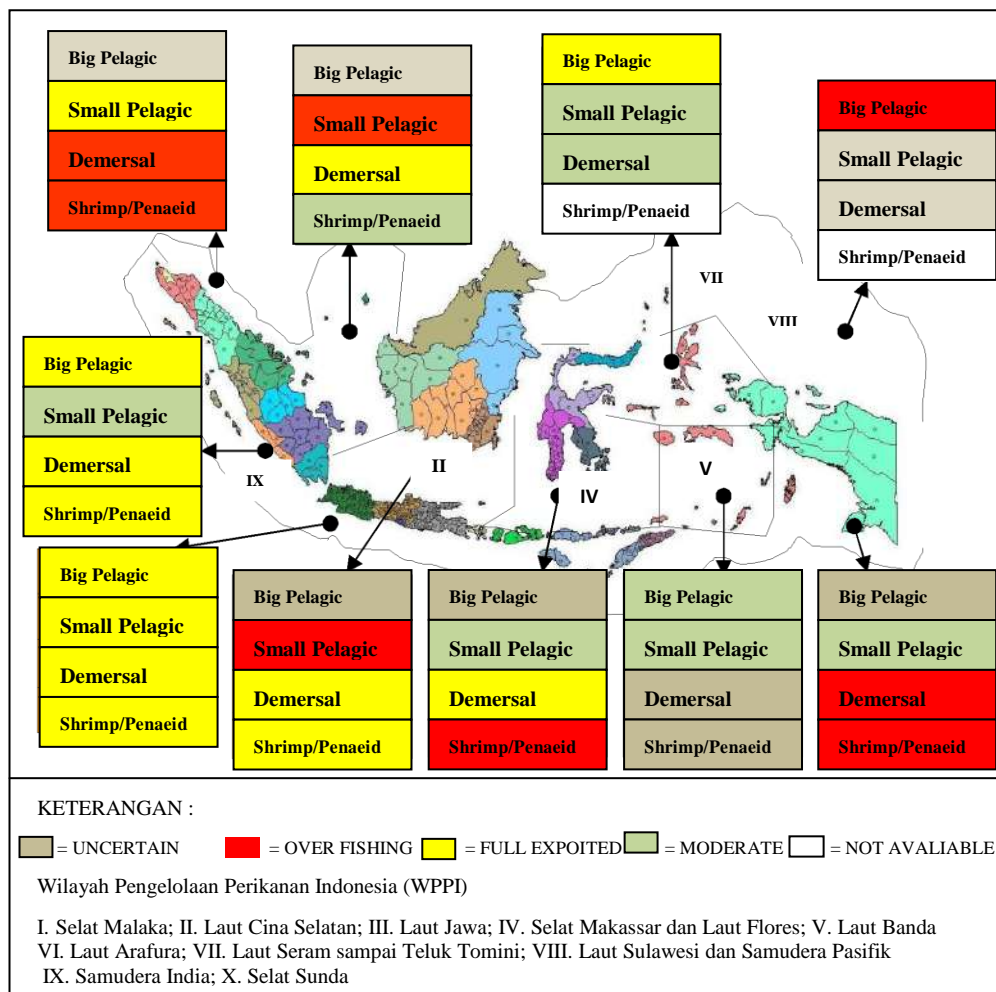 Big Pelagic
Small Pelagic
Demersal
Shrimp/Penaeid
Big Pelagic
Small Pelagic
Demersal
Shrimp/Penaeid
Big Pelagic
Small Pelagic
Demersal
Shrimp/Penaeid
Big Pelagic
Small Pelagic
Demersal
Shrimp/Penaeid
VII
VIII
Big Pelagic
Small Pelagic
Demersal
Shrimp/Penaeid
IX
II
IV
V
Big Pelagic
Small Pelagic
Demersal
Shrimp/Penaeid
Big Pelagic
Small Pelagic
Demersal
Shrimp/Penaeid
Big Pelagic
Small Pelagic
Demersal
Shrimp/Penaeid
Big Pelagic
Small Pelagic
Demersal
Shrimp/Penaeid
Big Pelagic
Small Pelagic
Demersal
Shrimp/Penaeid
KETERANGAN :
= UNCERTAIN = OVER FISHING = FULL EXPOITED = MODERATE = NOT AVALIABLE
Wilayah Pengelolaan Perikanan Indonesia (WPPI)
I. Selat Malaka; II. Laut Cina Selatan; III. Laut Jawa; IV. Selat Makassar dan Laut Flores; V. Laut Banda
VI. Laut Arafura; VII. Laut Seram sampai Teluk Tomini; VIII. Laut Sulawesi dan Samudera Pasifik
IX. Samudera India; X. Selat Sunda